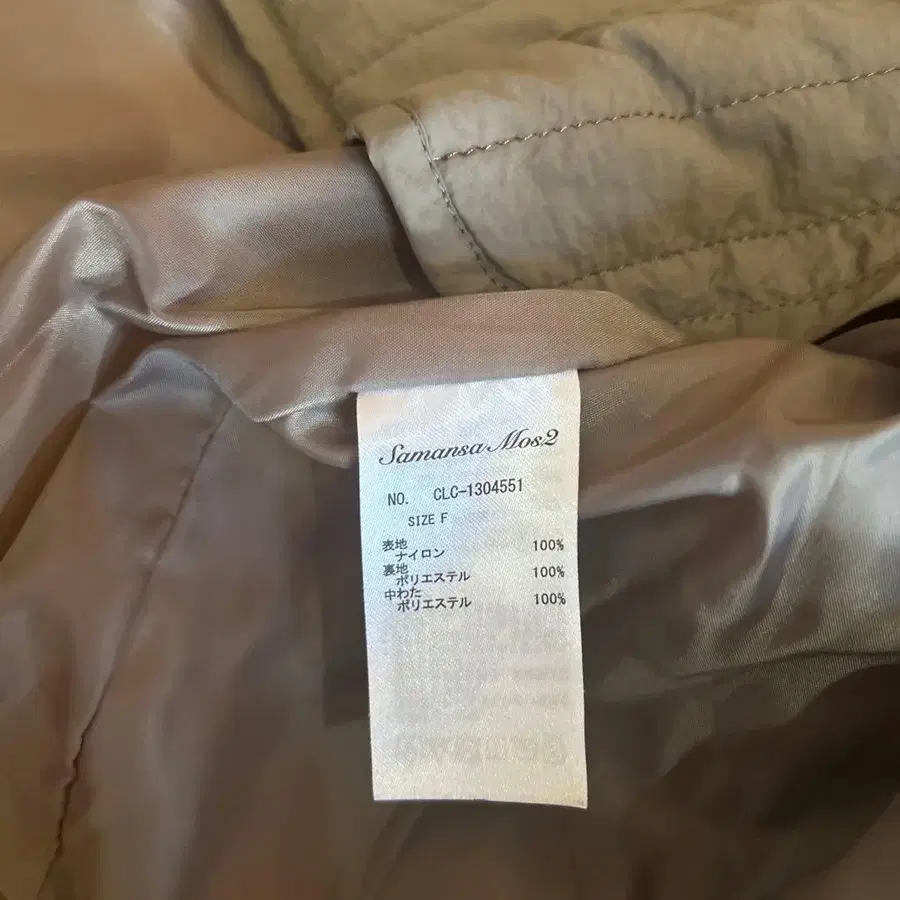 Samansa Mos2
NO. CLC-1304551
SIZE F
表地
ナイロン 100%
裏地
ポリエステル 100%
中わた
ポリエステル 100%